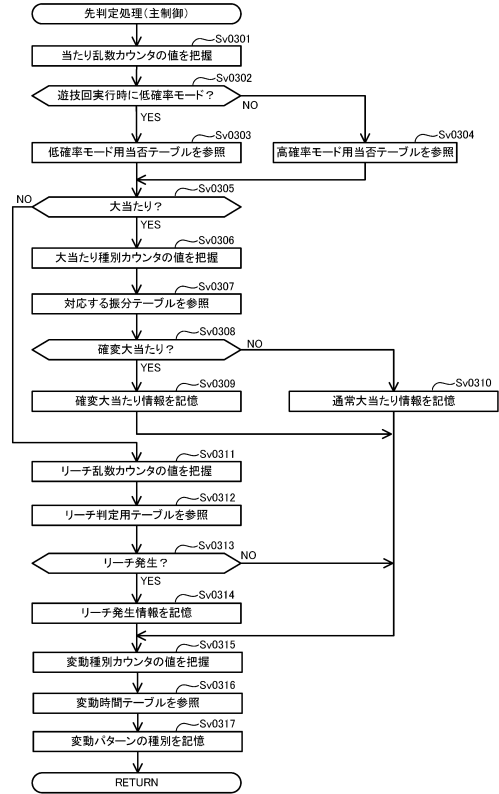 先判定処理(主制御)
Sv0301
当たり乱数カウンタの値を把握
Sv0302
遊技回実行時に低確率モード?
NO
YES
Sv0303
低確率モード用当否テーブルを参照
Sv0304
高確率モード用当否テーブルを参照
Sv0305
NO
大当たり?
YES
Sv0306
大当たり種別カウンタの値を把握
Sv0307
対応する振分テーブルを参照
Sv0308
確変大当たり?
NO
YES
Sv0309
確変大当たり情報を記憶
Sv0310
通常大当たり情報を記憶
Sv0311
リーチ乱数カウンタの値を把握
Sv0312
リーチ判定用テーブルを参照
Sv0313
リーチ発生?
NO
YES
Sv0314
リーチ発生情報を記憶
Sv0315
変動種別カウンタの値を把握
Sv0316
変動時間テーブルを参照
Sv0317
変動パターンの種別を記憶
RETURN